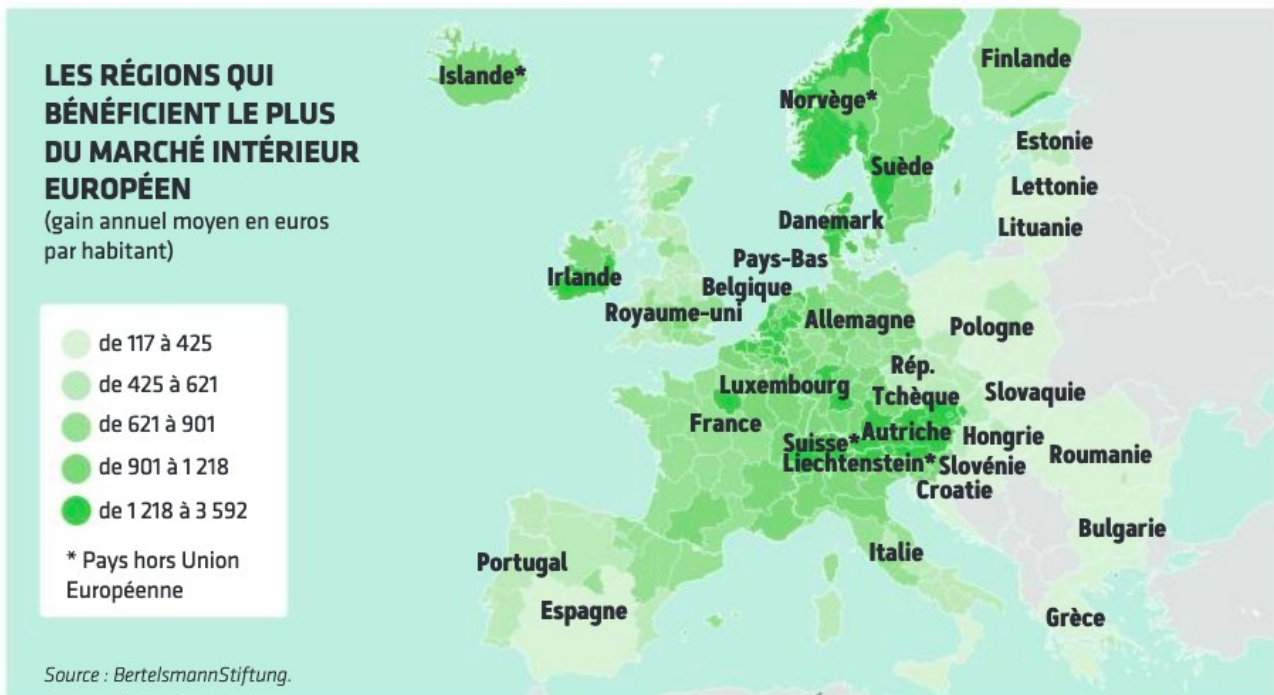 LES RÉGIONS QUI
BÉNÉFICIENT LE PLUS
DU MARCHÉ INTÉRIEUR
EUROPÉEN
(gain annuel moyen en euros
par habitant)
de 117 à 425
de 425 à 621
de 621 à 901
de 901 à 1 218
de 1 218 à 3 592
* Pays hors Union
Européenne
Source : BertelsmannStiftung.
Islande*
Finlande
Norvège*
Suède
Estonie
Lettonie
Lituanie
Danemark
Irlande
Pays-Bas
Belgique
Royaume-uni
Allemagne
Pologne
Rép.
Tchèque
Luxembourg
Slovaquie
France
Suisse*
Autriche
Hongrie
Liechtenstein*
Slovénie
Roumanie
Croatie
Bulgarie
Portugal
Italie
Espagne
Grèce